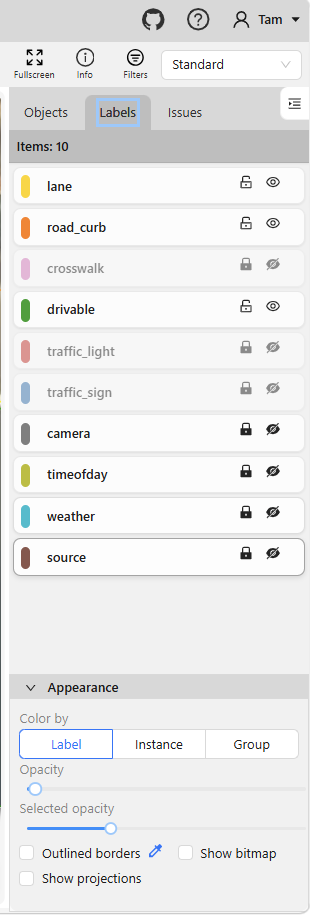 Tam
Fullscreen Info Filters Standard
Objects Labels Issues
Items: 10
lane
road_curb
crosswalk
drivable
traffic_light
traffic_sign
camera
timeofday
weather
source
Appearance
Color by
Label Instance Group
Opacity
Selected opacity
Outlined borders Show bitmap
Show projections